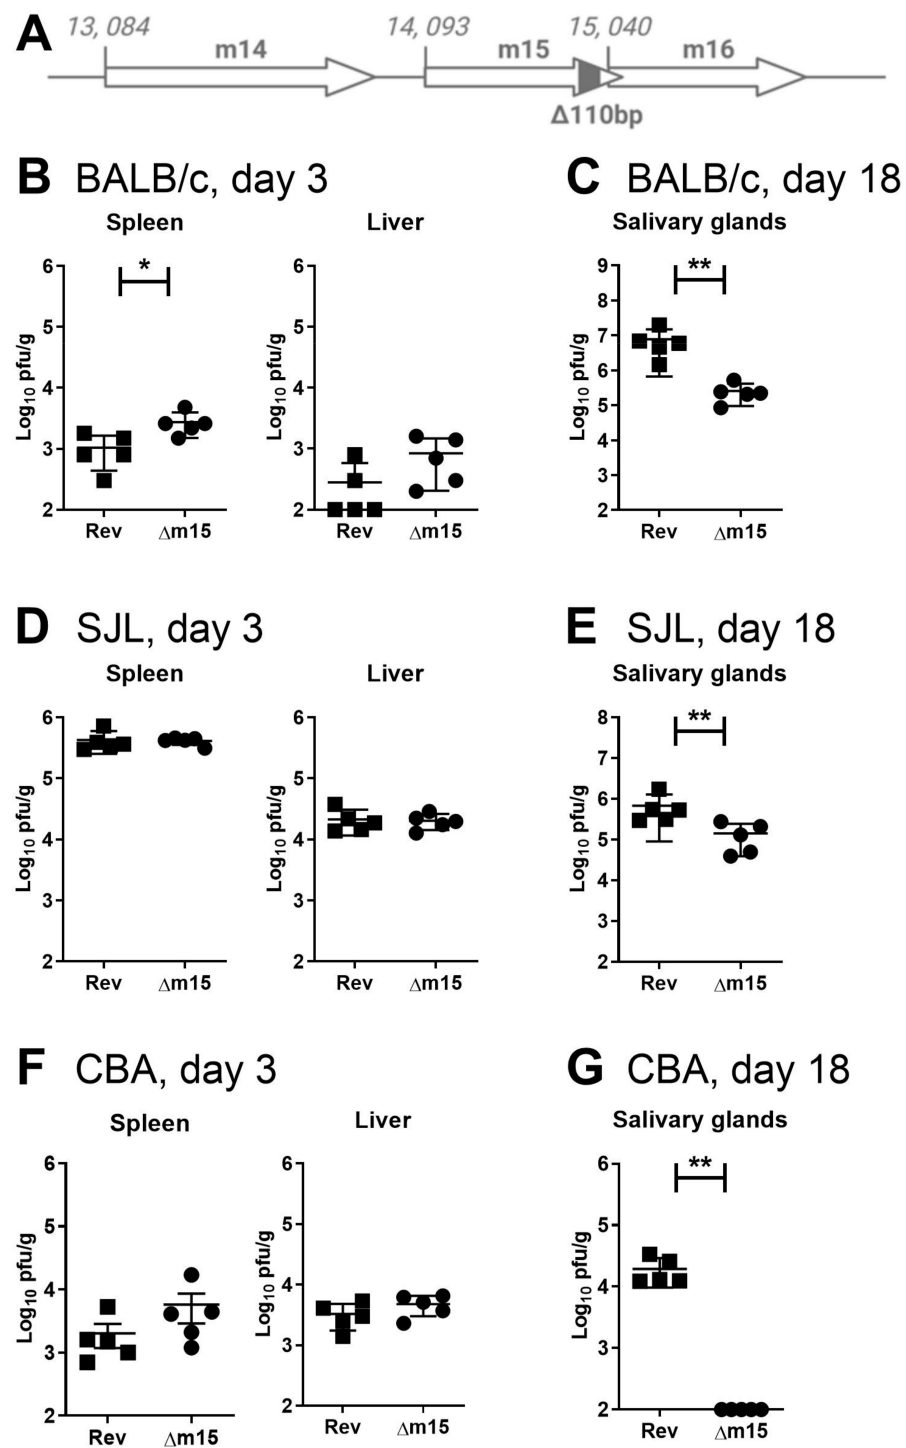 A
13, 084
14, 093
15, 040
m14
m15
m16
Δ110bp
B BALB/c, day 3
Spleen
Liver
*
6
5
4
3
2
Log10 pfu/g
Rev
Δm15
6
5
4
3
2
Log10 pfu/g
Rev
Δm15
C BALB/c, day 18
Salivary glands
**
9
8
7
6
5
4
3
2
Log10 pfu/g
Rev
Δm15
D SJL, day 3
Spleen
Liver
6
5
4
3
2
Log10 pfu/g
Rev
Δm15
6
5
4
3
2
Log10 pfu/g
Rev
Δm15
E SJL, day 18
Salivary glands
**
8
7
6
5
4
3
2
Log10 pfu/g
Rev
Δm15
F CBA, day 3
Spleen
Liver
6
5
4
3
2
Log10 pfu/g
Rev
Δm15
6
5
4
3
2
Log10 pfu/g
Rev
Δm15
G CBA, day 18
Salivary glands
**
6
5
4
3
2
Log10 pfu/g
Rev
Δm15